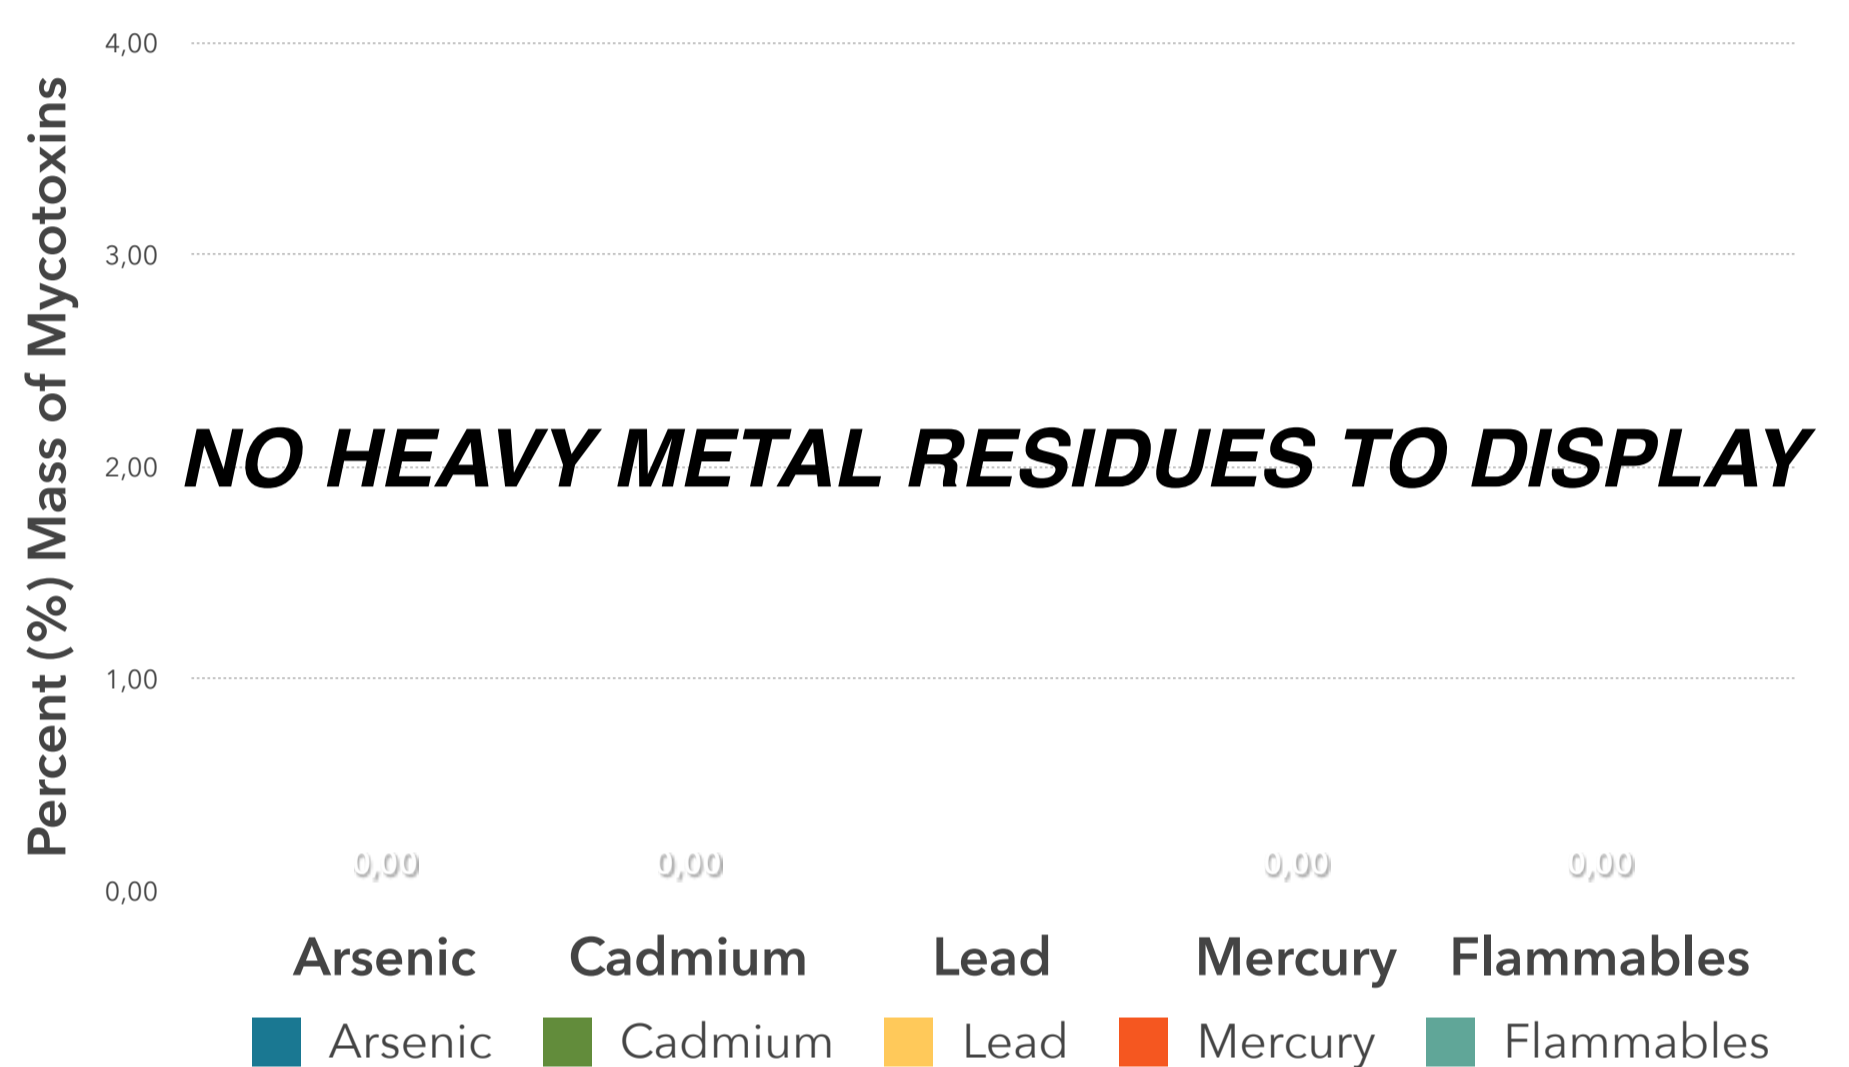 Percent (%) Mass of Mycotoxins
4,00
3,00
2,00
NO HEAVY METAL RESIDUES TO DISPLAY
1,00
0,00
0,00 0,00 0,00 0,00
Arsenic Cadmium Lead Mercury Flammables
Arsenic Cadmium Lead Mercury Flammables